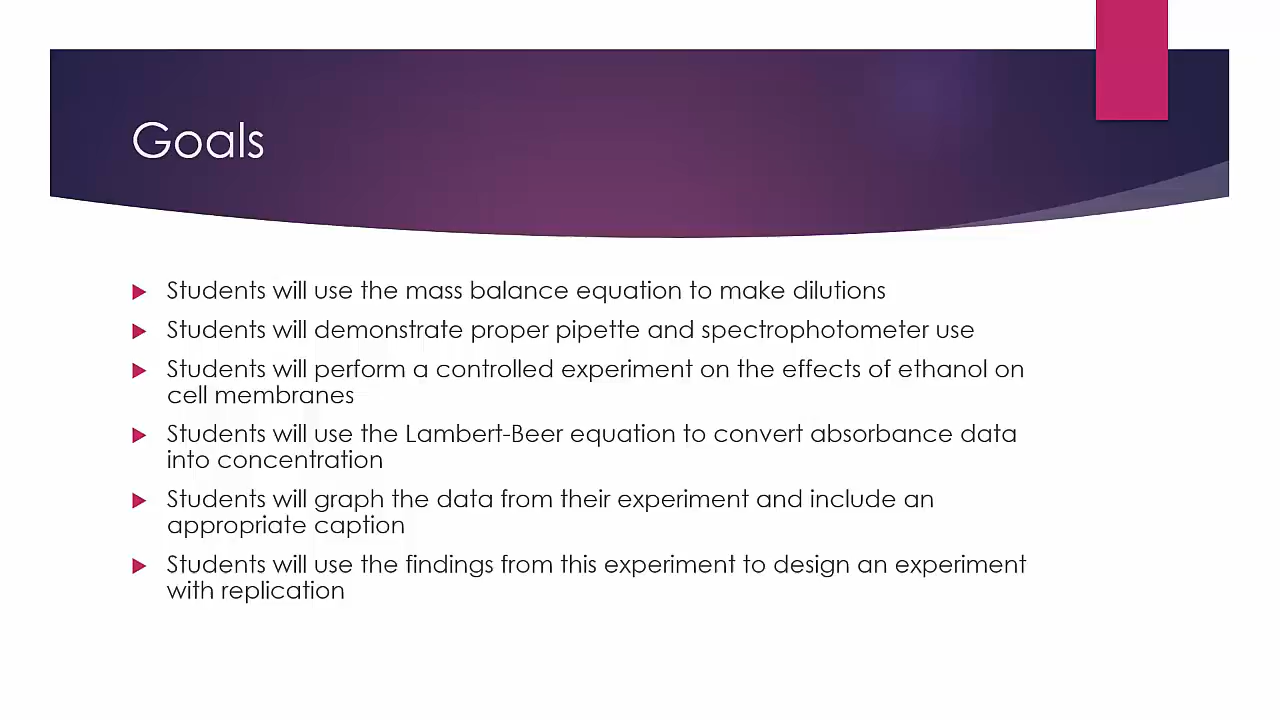 Goals
Students will use the mass balance equation to make dilutions
Students will demonstrate proper pipette and spectrophotometer use
Students will perform a controlled experiment on the effects of ethanol on
cell membranes
Students will use the Lambert-Beer equation to convert absorbance data
into concentration
Students will graph the data from their experiment and include an
appropriate caption
Students will use the findings from this experiment to design an experiment
with replication